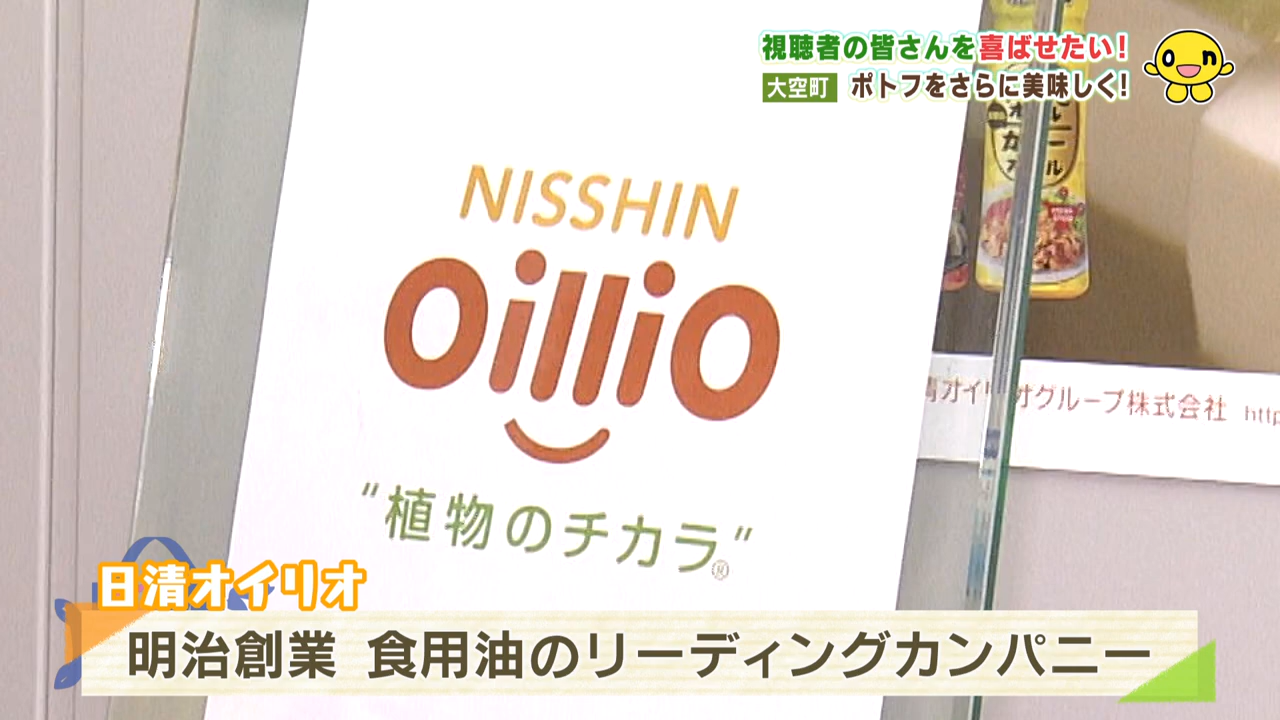 視聴者の皆さんを喜ばせたい!
大空町 ポトフをさらに美味しく!
on
NISSHIN
OilliO
"植物のチカラ"
®
オイリオグループ株式会社 http
日清オイリオ
明治創業 食用油のリーディングカンパニー